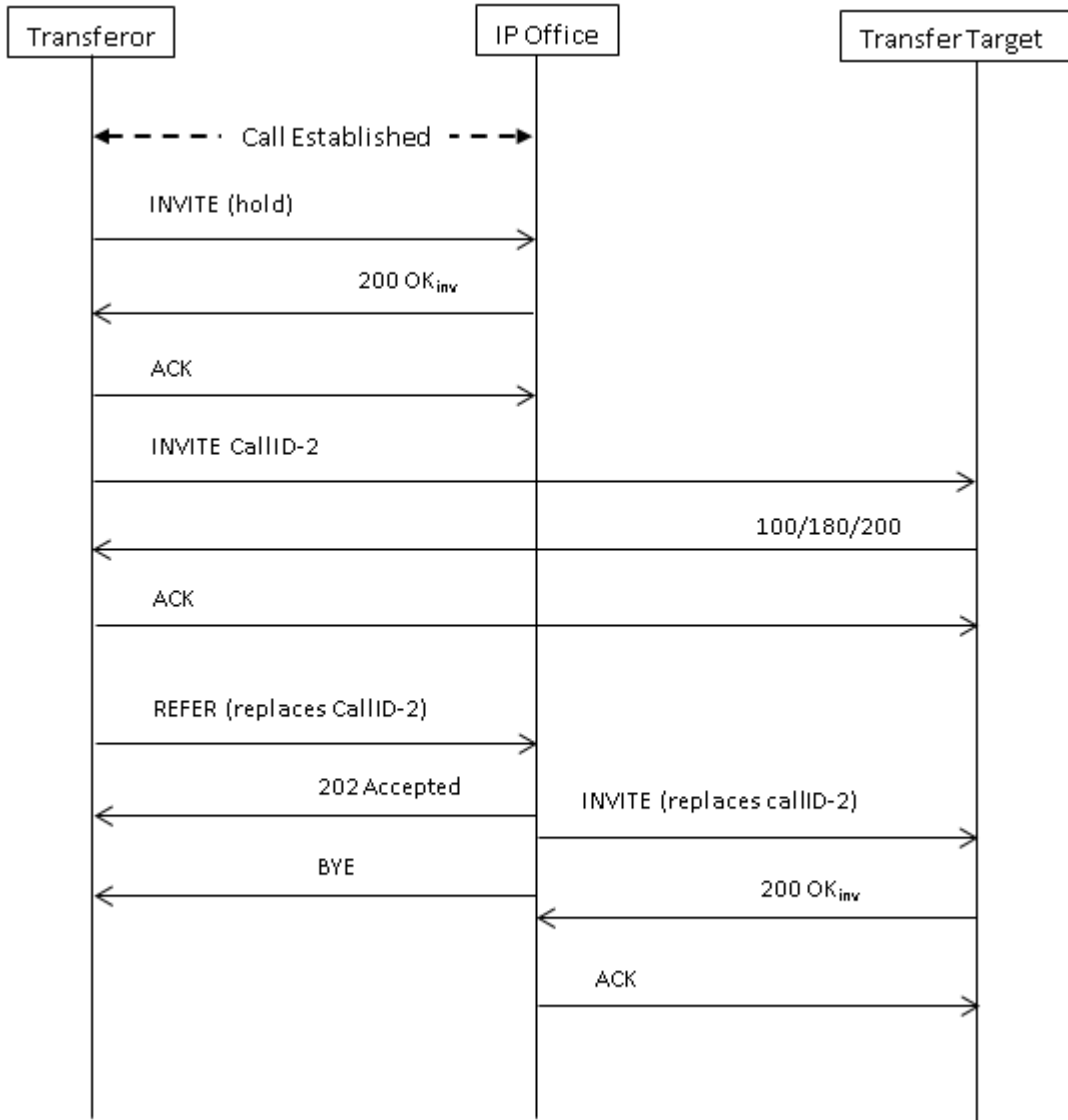 Transferor
IP Office
Transfer Target
Call Established
INVITE (hold)
200 OKinv
ACK
INVITE CallID-2
100/180/200
ACK
REFER (replaces CallID-2)
202 Accepted
INVITE (replaces callID-2)
BYE
200 OKinv
ACK